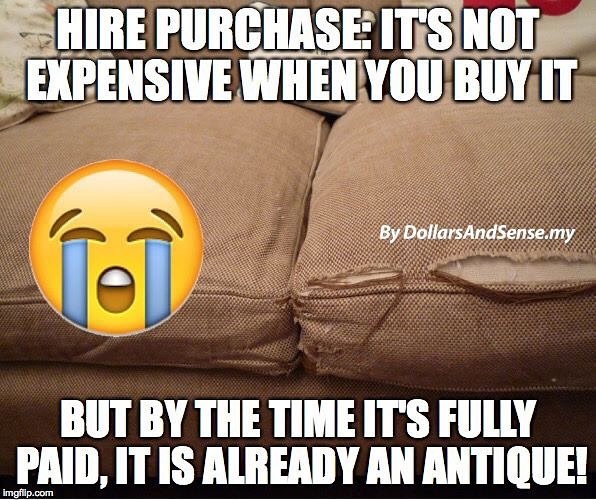 HIRE PURCHASE: IT'S NOT
EXPENSIVE WHEN YOU BUY IT
By DollarsAndSense.my
BUT BY THE TIME IT'S FULLY
PAID, IT IS ALREADY AN ANTIQUE!
imgflip.com